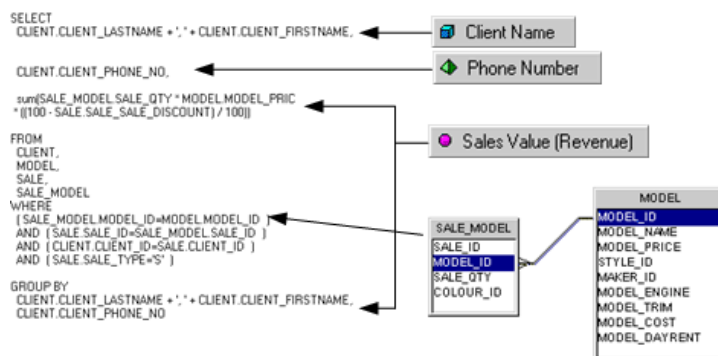 SELECT
CLIENT.CLIENT_LASTNAME + ', ' + CLIENT.CLIENT_FIRSTNAME,
Client Name
CLIENT.CLIENT_PHONE_NO,
Phone Number
sum(SALE_MODEL.SALE_QTY * MODEL.MODEL_PRIC
* ((100 - SALE.SALE_SALE_DISCOUNT) / 100))
Sales Value (Revenue)
FROM
CLIENT,
MODEL,
SALE,
SALE_MODEL
WHERE
( SALE_MODEL.MODEL_ID=MODEL.MODEL_ID )
AND ( SALE.SALE_ID=SALE_MODEL.SALE_ID )
AND ( CLIENT.CLIENT_ID=SALE.CLIENT_ID )
AND ( SALE.SALE_TYPE='S' )
GROUP BY
CLIENT.CLIENT_LASTNAME + ', ' + CLIENT.CLIENT_FIRSTNAME,
CLIENT.CLIENT_PHONE_NO
SALE_MODEL
SALE_ID
MODEL_ID
SALE_QTY
COLOUR_ID
MODEL
MODEL_ID
MODEL_NAME
MODEL_PRICE
STYLE_ID
MAKER_ID
MODEL_ENGINE
MODEL_TRIM
MODEL_COST
MODEL_DAYRENT